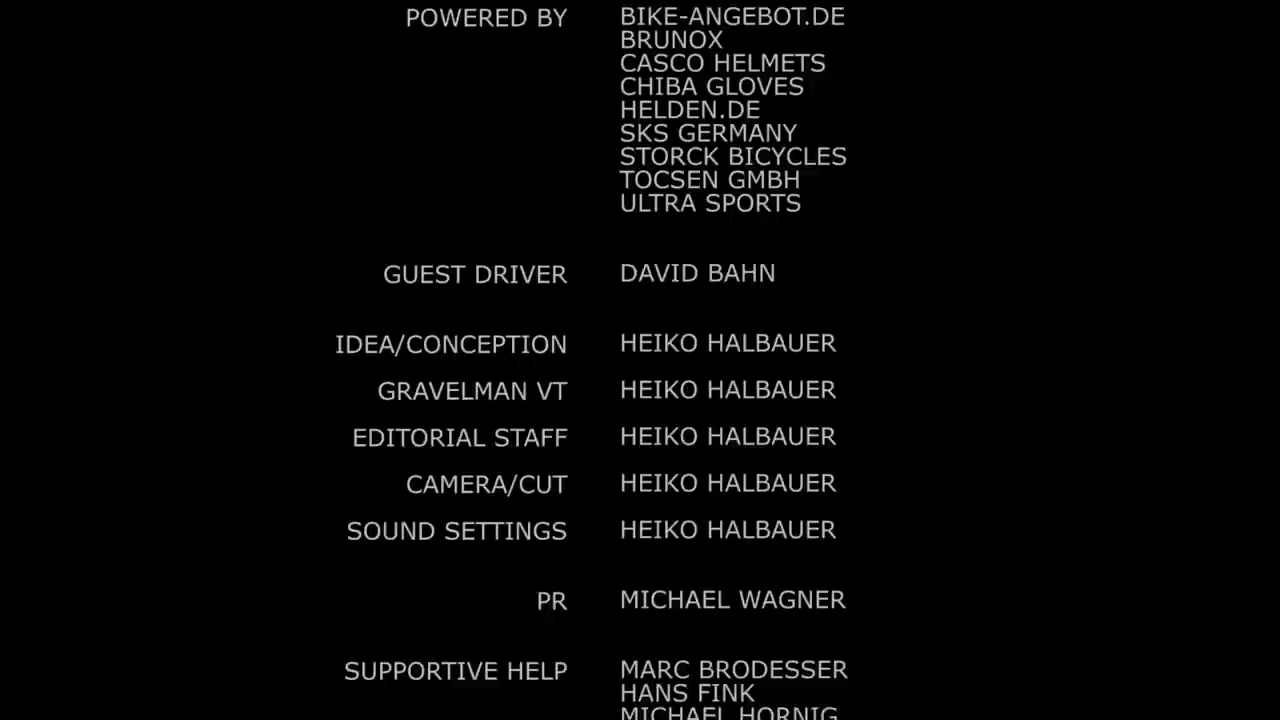 POWERED BY BIKE-ANGEBOT.DE
BRUNOX
CASCO HELMETS
CHIBA GLOVES
HELDEN.DE
SKS GERMANY
STORCK BICYCLES
TOCSEN GMBH
ULTRA SPORTS
GUEST DRIVER DAVID BAHN
IDEA/CONCEPTION HEIKO HALBAUER
GRAVELMAN VT HEIKO HALBAUER
EDITORIAL STAFF HEIKO HALBAUER
CAMERA/CUT HEIKO HALBAUER
SOUND SETTINGS HEIKO HALBAUER
PR MICHAEL WAGNER
SUPPORTIVE HELP MARC BRODESSER
HANS FINK
MICHAEL HORNIG